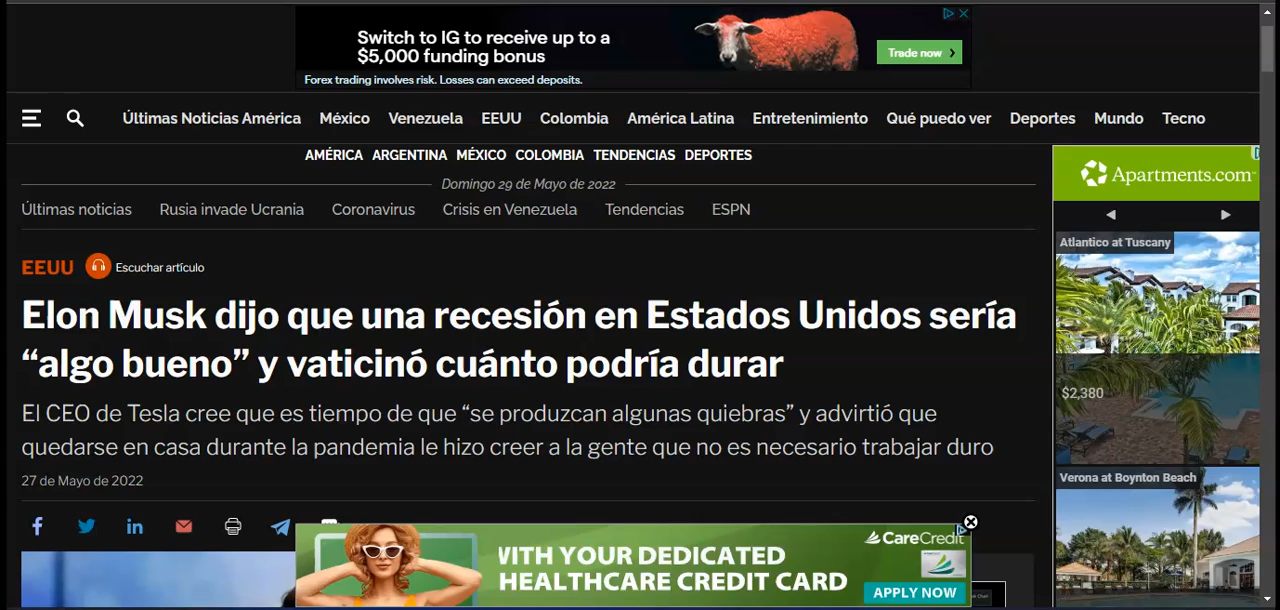 Switch to IG to receive up to a
$5,000 funding bonus
Trade now
Forex trading involves risk. Losses can exceed deposits.
Últimas Noticias América México Venezuela EEUU Colombia América Latina Entretenimiento Qué puedo ver Deportes Mundo Tecno
AMÉRICA ARGENTINA MÉXICO COLOMBIA TENDENCIAS DEPORTES
Domingo 29 de Mayo de 2022
Últimas noticias Rusia invade Ucrania Coronavirus Crisis en Venezuela Tendencias ESPN
EEUU Escuchar artículo
Elon Musk dijo que una recesión en Estados Unidos sería
“algo bueno” y vaticinó cuánto podría durar
El CEO de Tesla cree que es tiempo de que “se produzcan algunas quiebras” y advirtió que
quedarse en casa durante la pandemia le hizo creer a la gente que no es necesario trabajar duro
27 de Mayo de 2022
Apartments.com
Atlantico at Tuscany
$2,380
Verona at Boynton Beach
WITH YOUR DEDICATED
HEALTHCARE CREDIT CARD
CareCredit
APPLY NOW